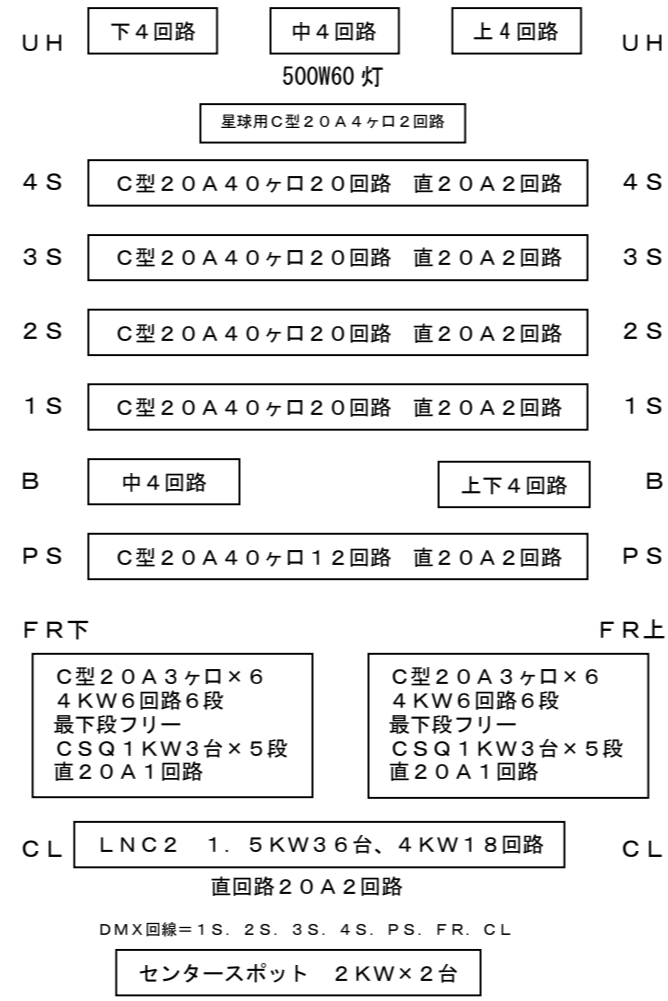 ＵＨ　下４回路　中４回路　上４回路　ＵＨ
500W60 灯
星球用Ｃ型２０Ａ４ヶ口２回路
４Ｓ　Ｃ型２０Ａ４０ヶ口２０回路　直２０Ａ２回路　４Ｓ
３Ｓ　Ｃ型２０Ａ４０ヶ口２０回路　直２０Ａ２回路　３Ｓ
２Ｓ　Ｃ型２０Ａ４０ヶ口２０回路　直２０Ａ２回路　２Ｓ
１Ｓ　Ｃ型２０Ａ４０ヶ口２０回路　直２０Ａ２回路　１Ｓ
Ｂ　中４回路　上下４回路　Ｂ
ＰＳ　Ｃ型２０Ａ４０ヶ口１２回路　直２０Ａ２回路　ＰＳ
ＦＲ下
Ｃ型２０Ａ３ヶ口×６
４ＫＷ６回路６段
最下段フリー
ＣＳＱ１ＫＷ３台×５段
直２０Ａ１回路
ＦＲ上
Ｃ型２０Ａ３ヶ口×６
４ＫＷ６回路６段
最下段フリー
ＣＳＱ１ＫＷ３台×５段
直２０Ａ１回路
ＣＬ　ＬＮＣ２　１．５ＫＷ３６台、４ＫＷ１８回路　ＣＬ
直回路２０Ａ２回路
ＤＭＸ回線＝１Ｓ．２Ｓ．３Ｓ．４Ｓ．ＰＳ．ＦＲ．ＣＬ
センタースポット　２ＫＷ×２台